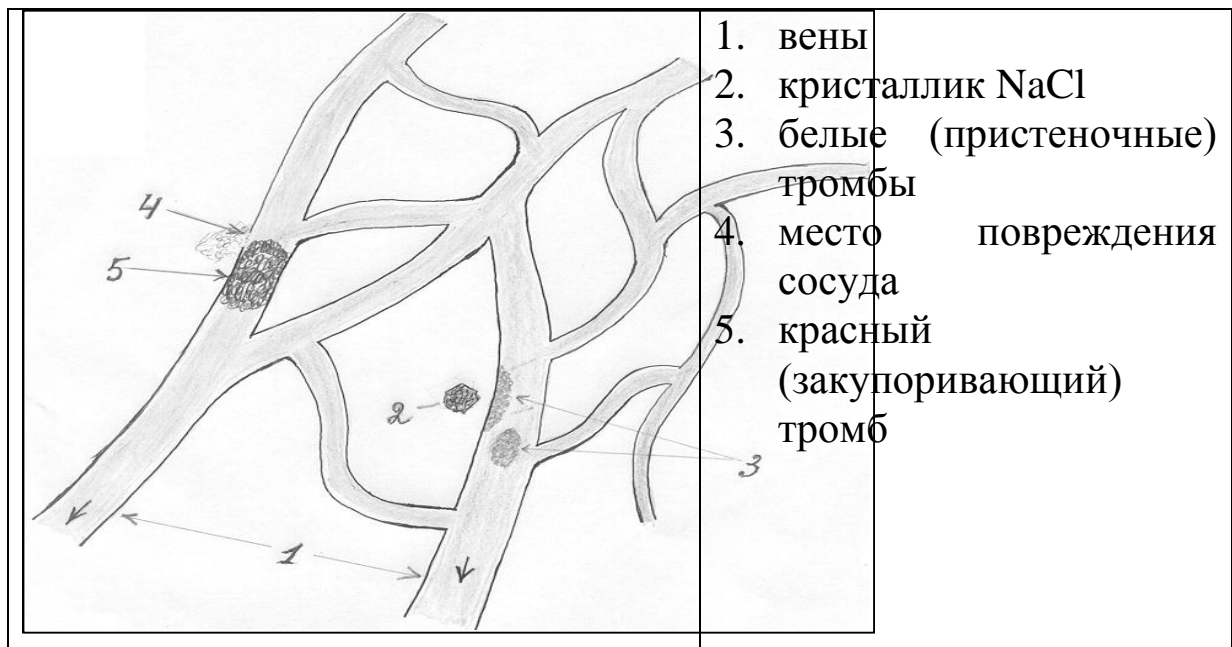 1. вены
2. кристаллик NaCl
3. белые (пристеночные)
тромбы
4. место повреждения
сосуда
5. красный
(закупоривающий)
тромб
4
5
2
3
1